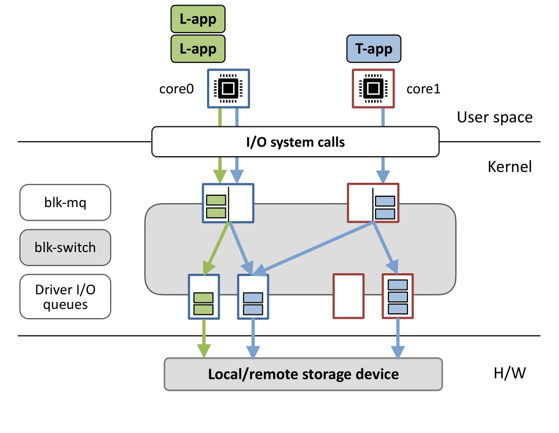 L-app
L-app
T-app
core0
core1
User space
I/O system calls
Kernel
blk-mq
blk-switch
Driver I/O
queues
Local/remote storage device
H/W